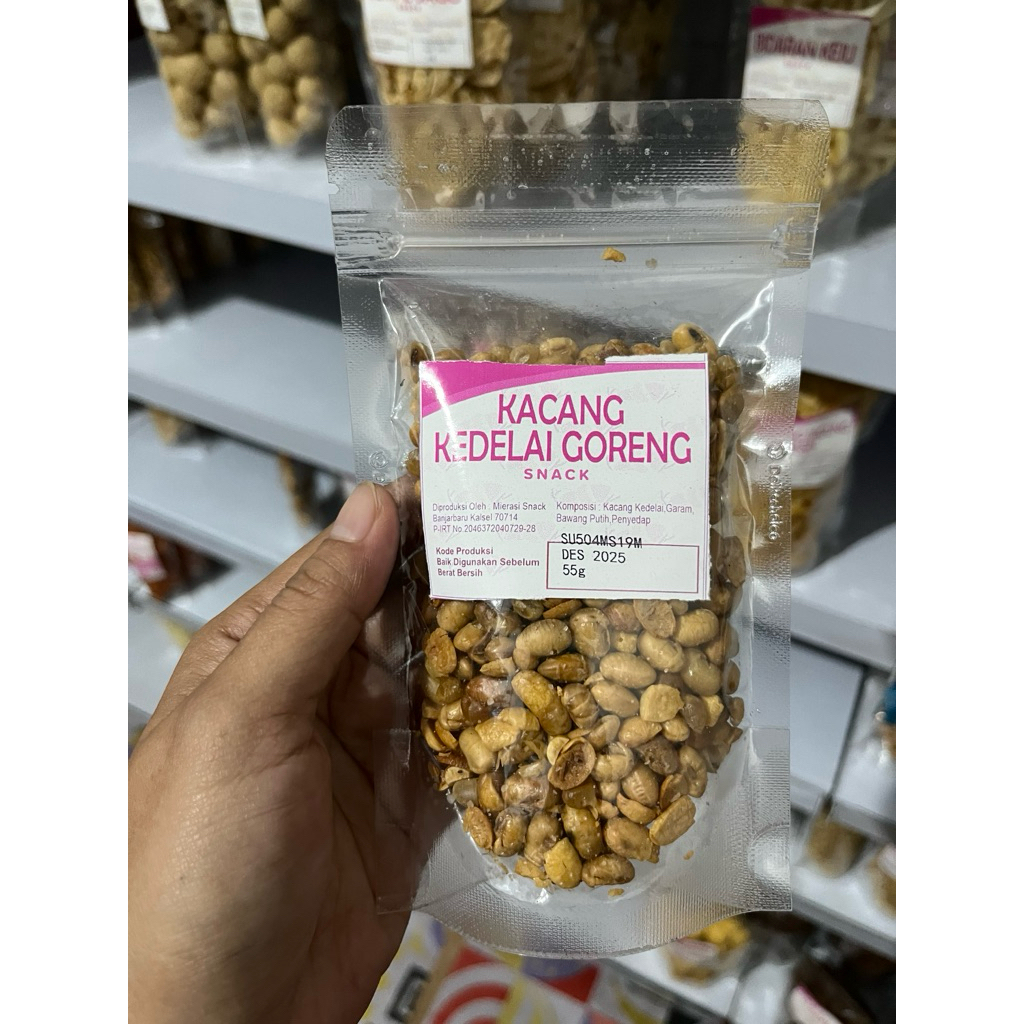 KACANG
KEDELAI GORENG
SNACK
Diproduksi Oleh : Mierasi Snack
Banjarbaru Kalsel 70714
P-IRT No.2046372040729-28
Komposisi : Kacang Kedelai,Garam,
Bawang Putih,Penyedap
Kode Produksi
Baik Digunakan Sebelum
Berat Bersih
SU504MS19M
DES 2025
55g